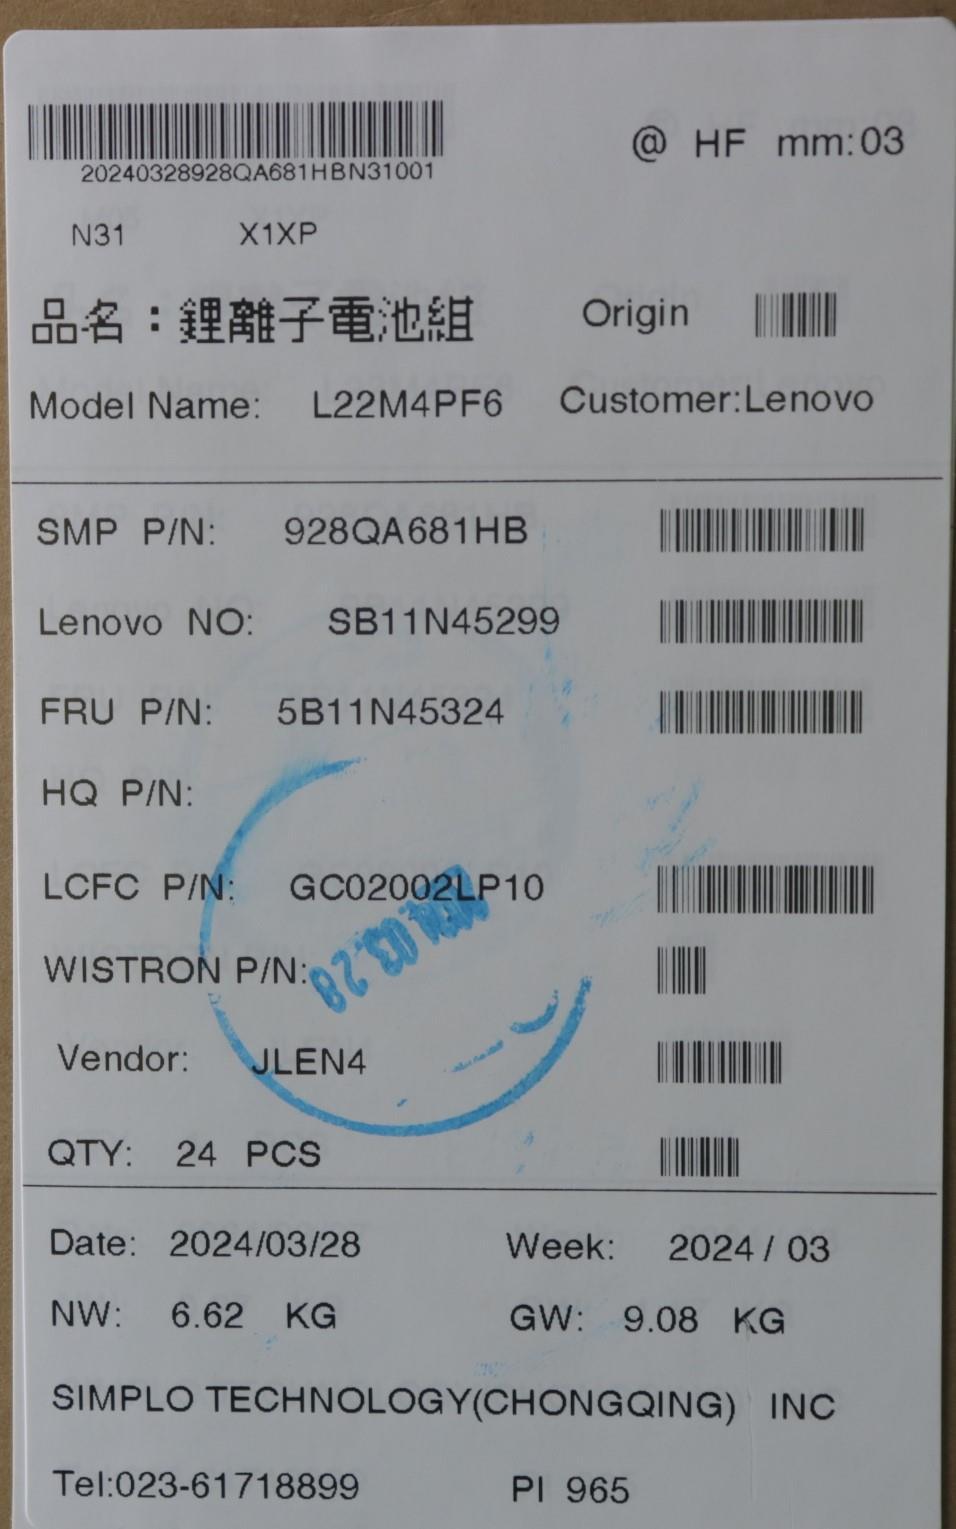 @ HF mm:03
20240328928QA681HBN31001
N31 X1XP
品名：鋰離子電池組 Origin
Model Name: L22M4PF6 Customer:Lenovo
SMP P/N: 928QA681HB
Lenovo NO: SB11N45299
FRU P/N: 5B11N45324
HQ P/N:
LCFC P/N: GC02002LP10
2024.03.28
WISTRON P/N:
Vendor: JLEN4
QTY: 24 PCS
Date: 2024/03/28 Week: 2024 / 03
NW: 6.62 KG GW: 9.08 KG
SIMPLO TECHNOLOGY(CHONGQING) INC
Tel:023-61718899 PI 965